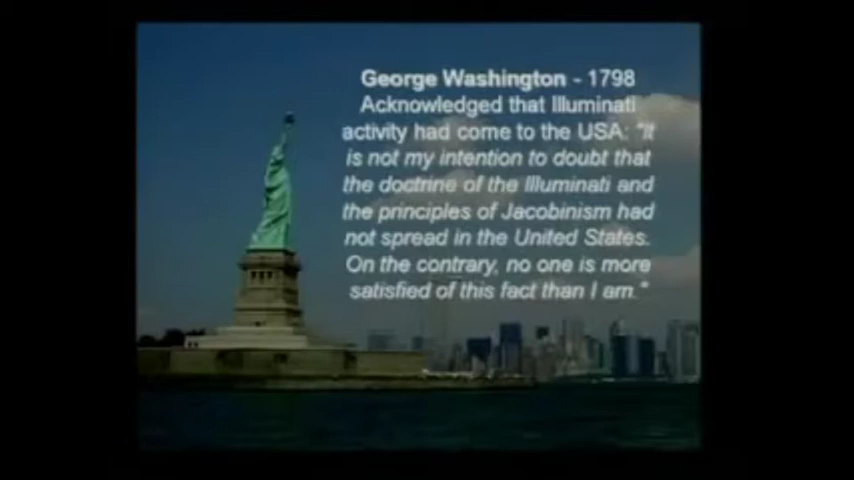 George Washington - 1798
Acknowledged that Illuminati
activity had come to the USA: "It
is not my intention to doubt that
the doctrine of the Illuminati and
the principles of Jacobinism had
not spread in the United States.
On the contrary, no one is more
satisfied of this fact than I am."